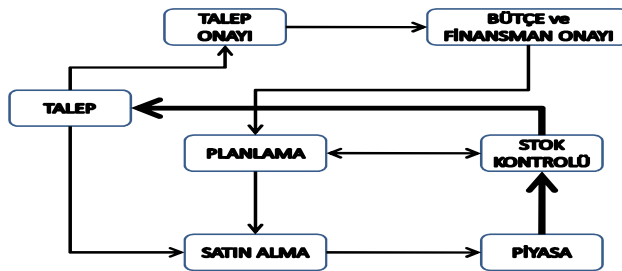 TALEP
ONAYI
BÜTÇE ve
FİNANSMAN ONAYI
TALEP
PLANLAMA
STOK
KONTROLÜ
SATIN ALMA
PİYASA